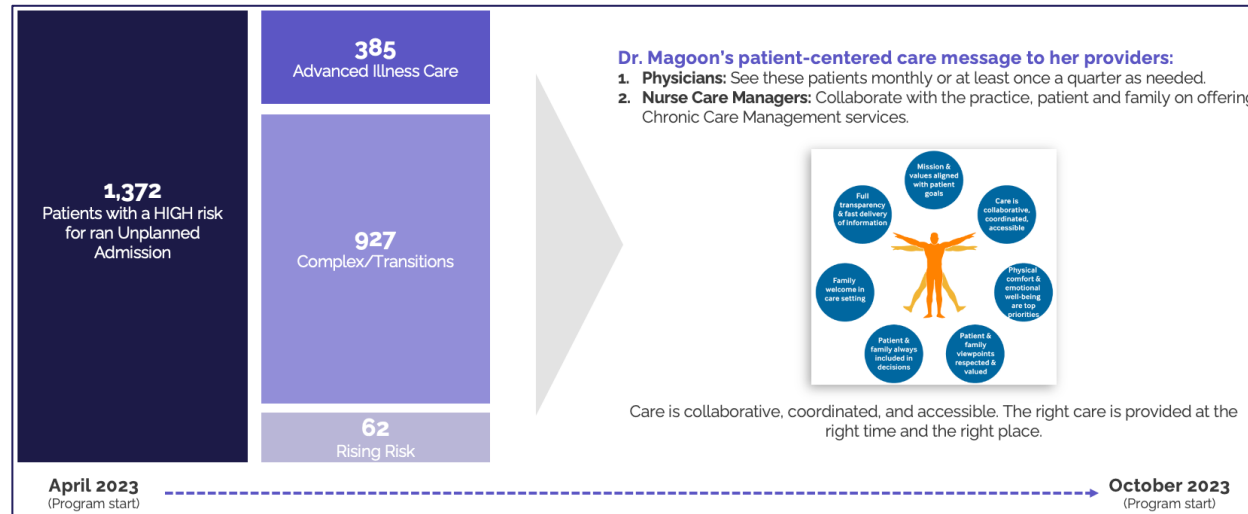 1,372
Patients with a HIGH risk
for ran Unplanned
Admission
385
Advanced Illness Care
927
Complex/Transitions
62
Rising Risk
Dr. Magoon's patient-centered care message to her providers:
1. Physicians: See these patients monthly or at least once a quarter as needed.
2. Nurse Care Managers: Collaborate with the practice, patient and family on offering
Chronic Care Management services.
Mission &
values aligned
with patient
goals
Care is
collaborative,
coordinated,
accessible
Physical
comfort &
emotional
well-being
are top
priorities
Patient &
family
viewpoints
respected &
valued
Patient &
family always
included in
decisions
Family
welcome in
care setting
Full
transparency
& fast delivery
of information
Care is collaborative, coordinated, and accessible. The right care is provided at the
right time and the right place.
April 2023
(Program start)
October 2023
(Program start)